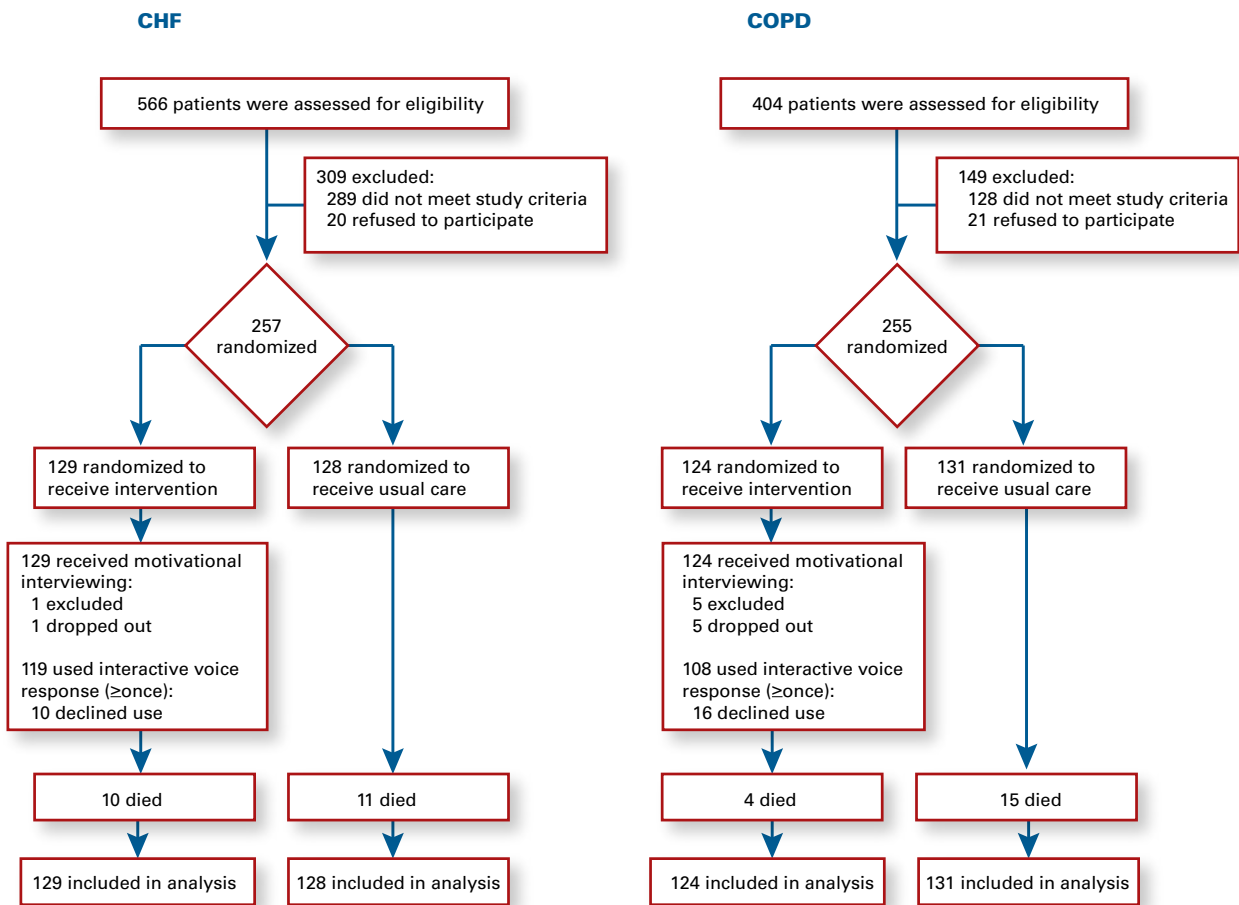 CHF
566 patients were assessed for eligibility
309 excluded:
289 did not meet study criteria
20 refused to participate
257
randomized
129 randomized to
receive intervention
128 randomized to
receive usual care
129 received motivational
interviewing:
1 excluded
1 dropped out
119 used interactive voice
response (≥once):
10 declined use
10 died
11 died
129 included in analysis
128 included in analysis
COPD
404 patients were assessed for eligibility
149 excluded:
128 did not meet study criteria
21 refused to participate
255
randomized
124 randomized to
receive intervention
131 randomized to
receive usual care
124 received motivational
interviewing:
5 excluded
5 dropped out
108 used interactive voice
response (≥once):
16 declined use
4 died
15 died
124 included in analysis
131 included in analysis